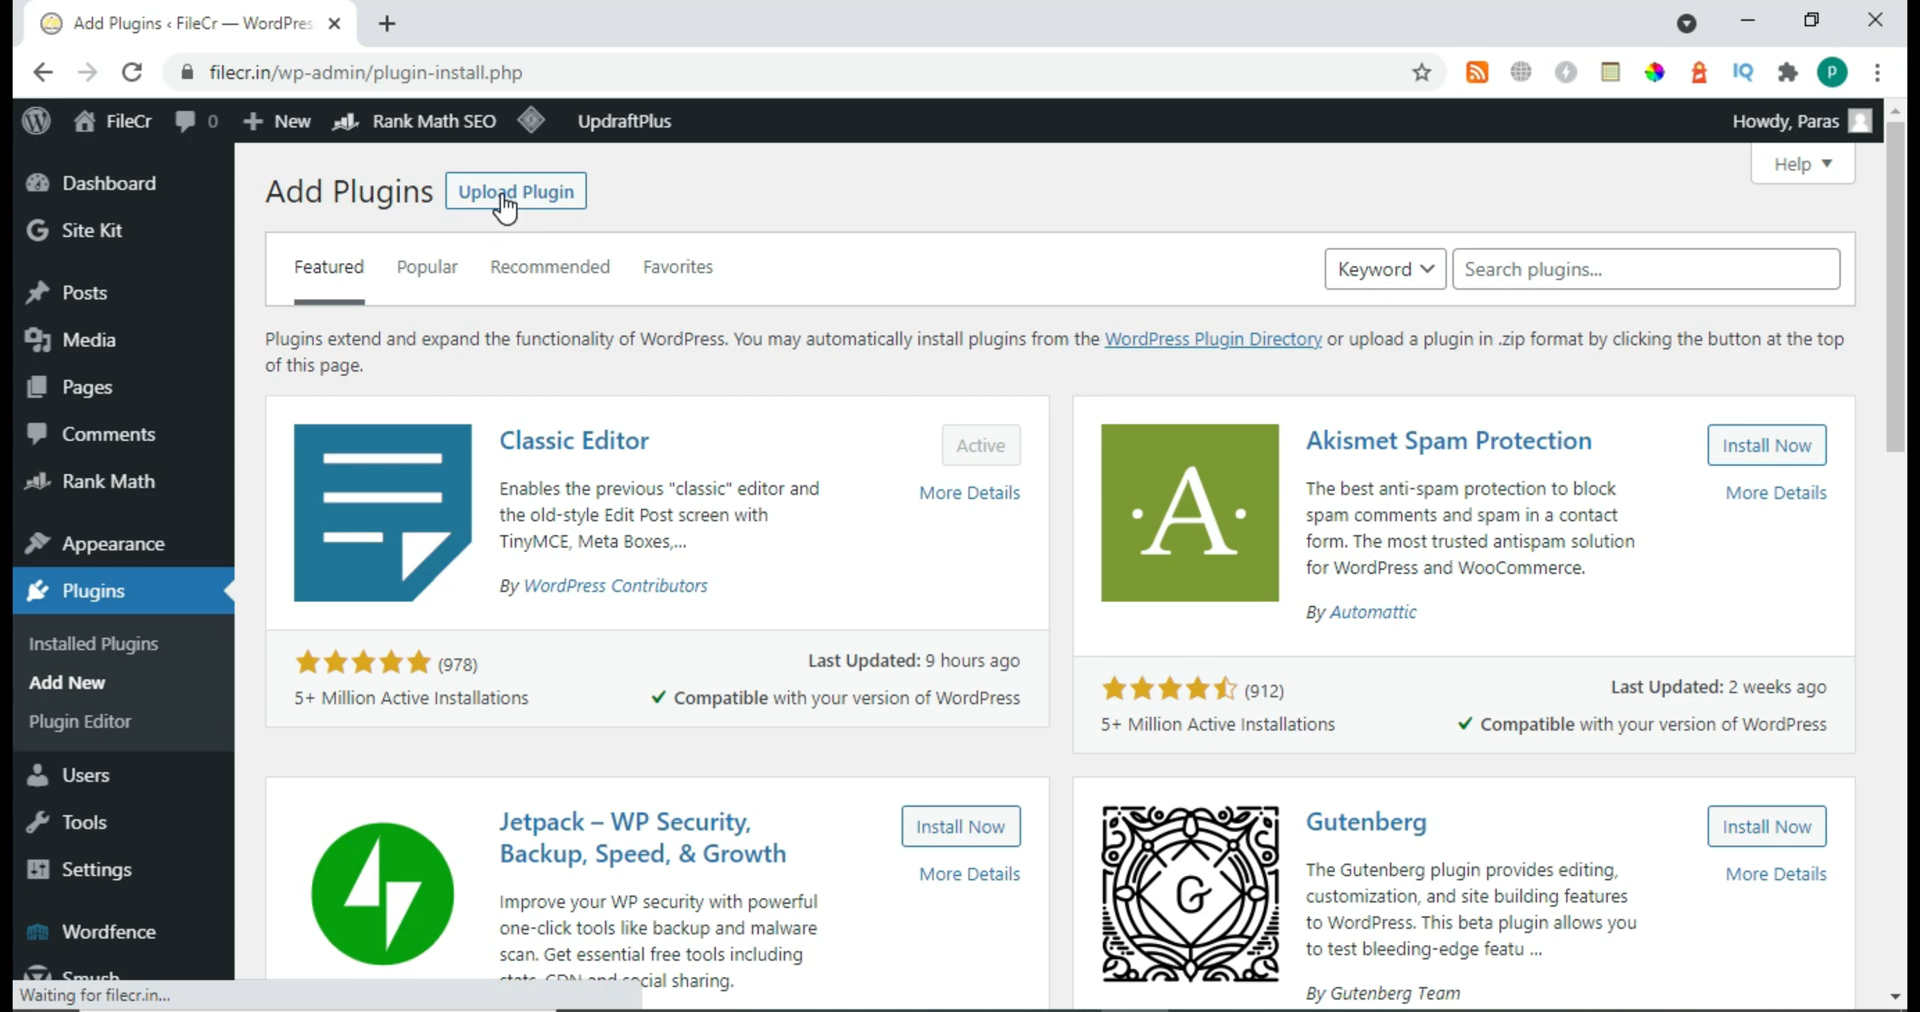 Add Plugins ‹ FileCr — WordPres
filecr.in/wp-admin/plugin-install.php
IQ
P
FileCr 0 New Rank Math SEO UpdraftPlus Howdy, Paras
Help
Dashboard
Site Kit
Posts
Media
Pages
Comments
Rank Math
Appearance
Plugins
Installed Plugins
Add New
Plugin Editor
Users
Tools
Settings
Wordfence
Smush
Add Plugins Upload Plugin
Featured Popular Recommended Favorites Keyword Search plugins...
Plugins extend and expand the functionality of WordPress. You may automatically install plugins from the WordPress Plugin Directory or upload a plugin in .zip format by clicking the button at the top
of this page.
Classic Editor
Active
More Details
Enables the previous "classic" editor and
the old-style Edit Post screen with
TinyMCE, Meta Boxes,...
By WordPress Contributors
(978)
Last Updated: 9 hours ago
5+ Million Active Installations
Compatible with your version of WordPress
A
Akismet Spam Protection
Install Now
More Details
The best anti-spam protection to block
spam comments and spam in a contact
form. The most trusted antispam solution
for WordPress and WooCommerce.
By Automattic
(912)
Last Updated: 2 weeks ago
5+ Million Active Installations
Compatible with your version of WordPress
Jetpack – WP Security,
Backup, Speed, & Growth
Install Now
More Details
Improve your WP security with powerful
one-click tools like backup and malware
scan. Get essential free tools including
stats, CDN and social sharing.
G
Gutenberg
Install Now
More Details
The Gutenberg plugin provides editing,
customization, and site building features
to WordPress. This beta plugin allows you
to test bleeding-edge featu ...
By Gutenberg Team
Waiting for filecr.in...